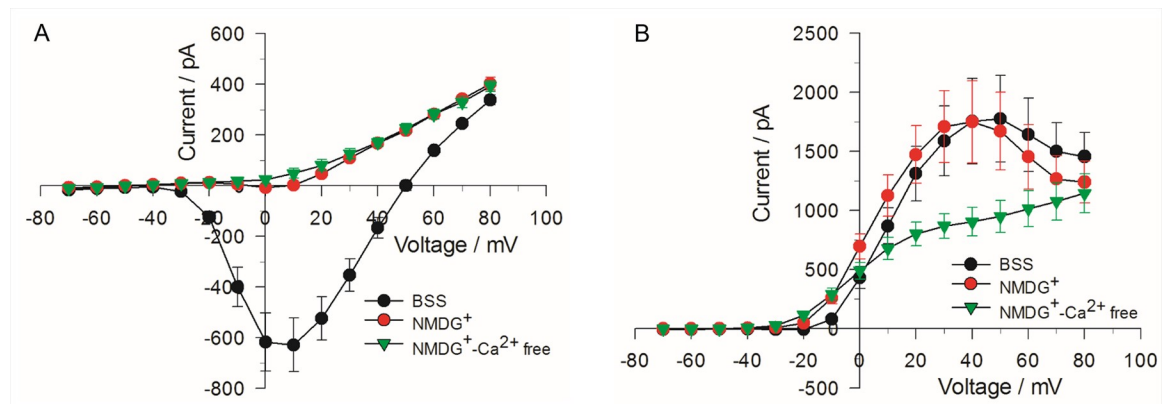 A
600
400
200
-80 -60 -40 -20 0 20 40 60 80 100
-200
-400
-600
-800
Current / pA
Voltage / mV
BSS
NMDG⁺
NMDG⁺-Ca²⁺ free
B
2500
2000
1500
1000
500
0
-500
-80 -60 -40 -20 0 20 40 60 80 100
Current / pA
Voltage / mV
BSS
NMDG⁺
NMDG⁺-Ca²⁺ free